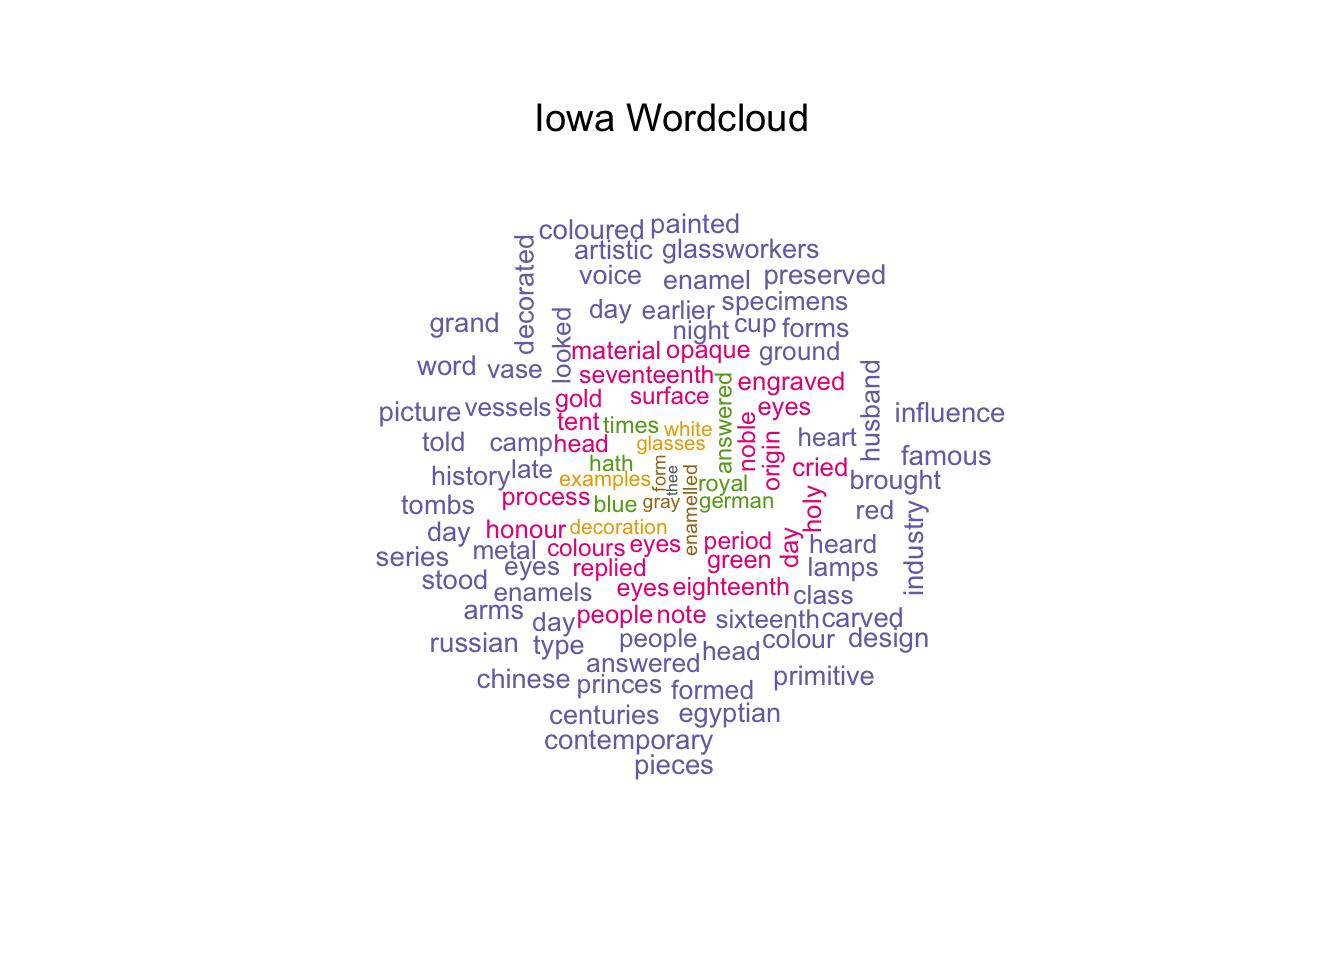 Iowa Wordcloud
coloured painted
artistic glassworkers
decorated
voice enamel preserved
day earlier specimens
grand looked night cup forms
material opaque ground
word vase seventeenth engraved
answered husband
picture vessels gold surface eyes influence
tent times white noble
told camp head glasses origin heart
history late hath form thee cried famous
examples royal brought
tombs process blue gray enamelled german holy red
day honour decoration day industry
series metal colours eyes period heard
stood eyes replied green lamps
enamels eyes eighteenth class
arms day people note sixteenth carved
russian type people head colour design
answered
chinese princes formed primitive
centuries egyptian
contemporary
pieces